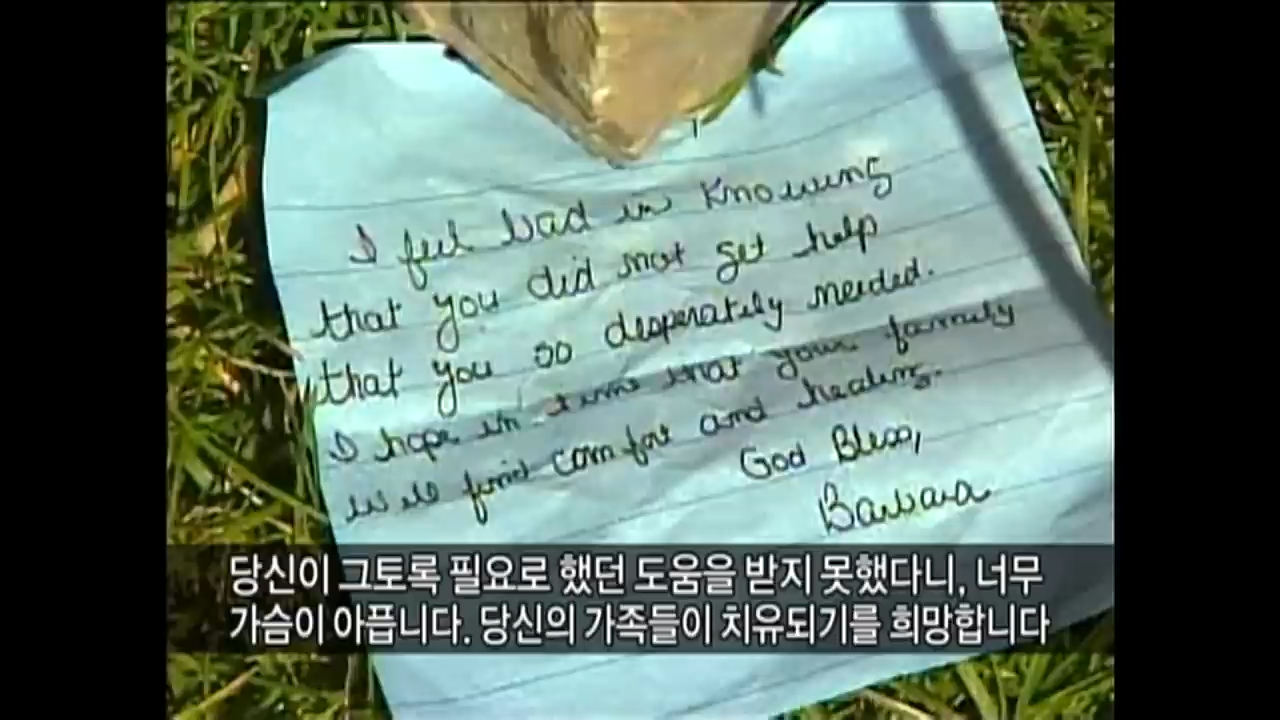 I feel bad in Knowing
that you did not get help
that you so desperately needed.
I hope in time that your family
will find comfort and healing.
God Bless,
Barbara
당신이 그토록 필요로 했던 도움을 받지 못했다니, 너무
가슴이 아픕니다. 당신의 가족들이 치유되기를 희망합니다